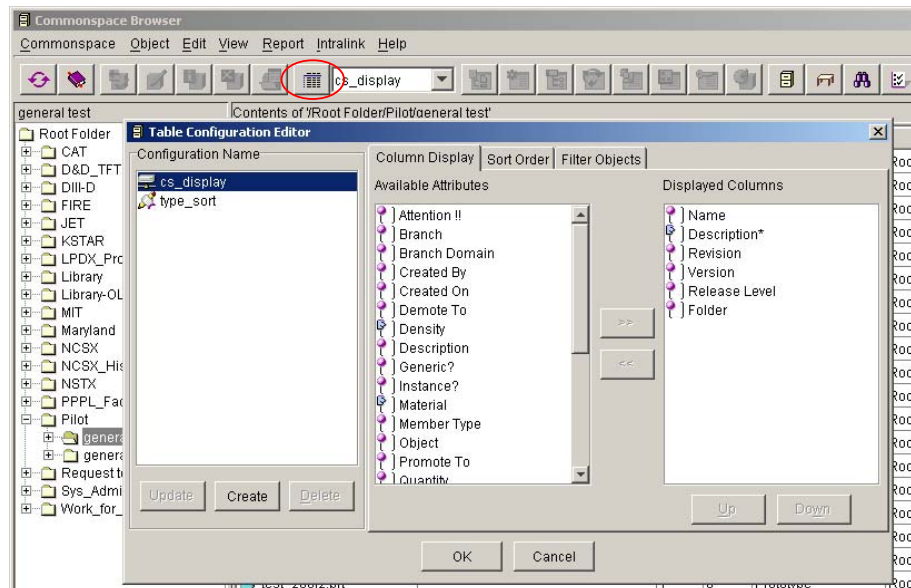 Commonspace Browser
Commonspace Object Edit View Report Intralink Help
cs_display
general test
Contents of '/Root Folder/Pilot/general test'
Root Folder
CAT
D&D_TFT
DIII-D
FIRE
JET
KSTAR
LPDX_Pro
Library
Library-OL
MIT
Maryland
NCSX
NCSX_His
NSTX
PPPL_Fac
Pilot
genera
genera
Request to
Sys_Admi
Work_for_
Table Configuration Editor
Configuration Name
cs_display
type_sort
Update Create Delete
Column Display Sort Order Filter Objects
Available Attributes
Attention !!
Branch
Branch Domain
Created By
Created On
Demote To
Density
Description
Generic?
Instance?
Material
Member Type
Object
Promote To
Quantity
>>
<<
Displayed Columns
Name
Description*
Revision
Version
Release Level
Folder
Up Down
OK Cancel